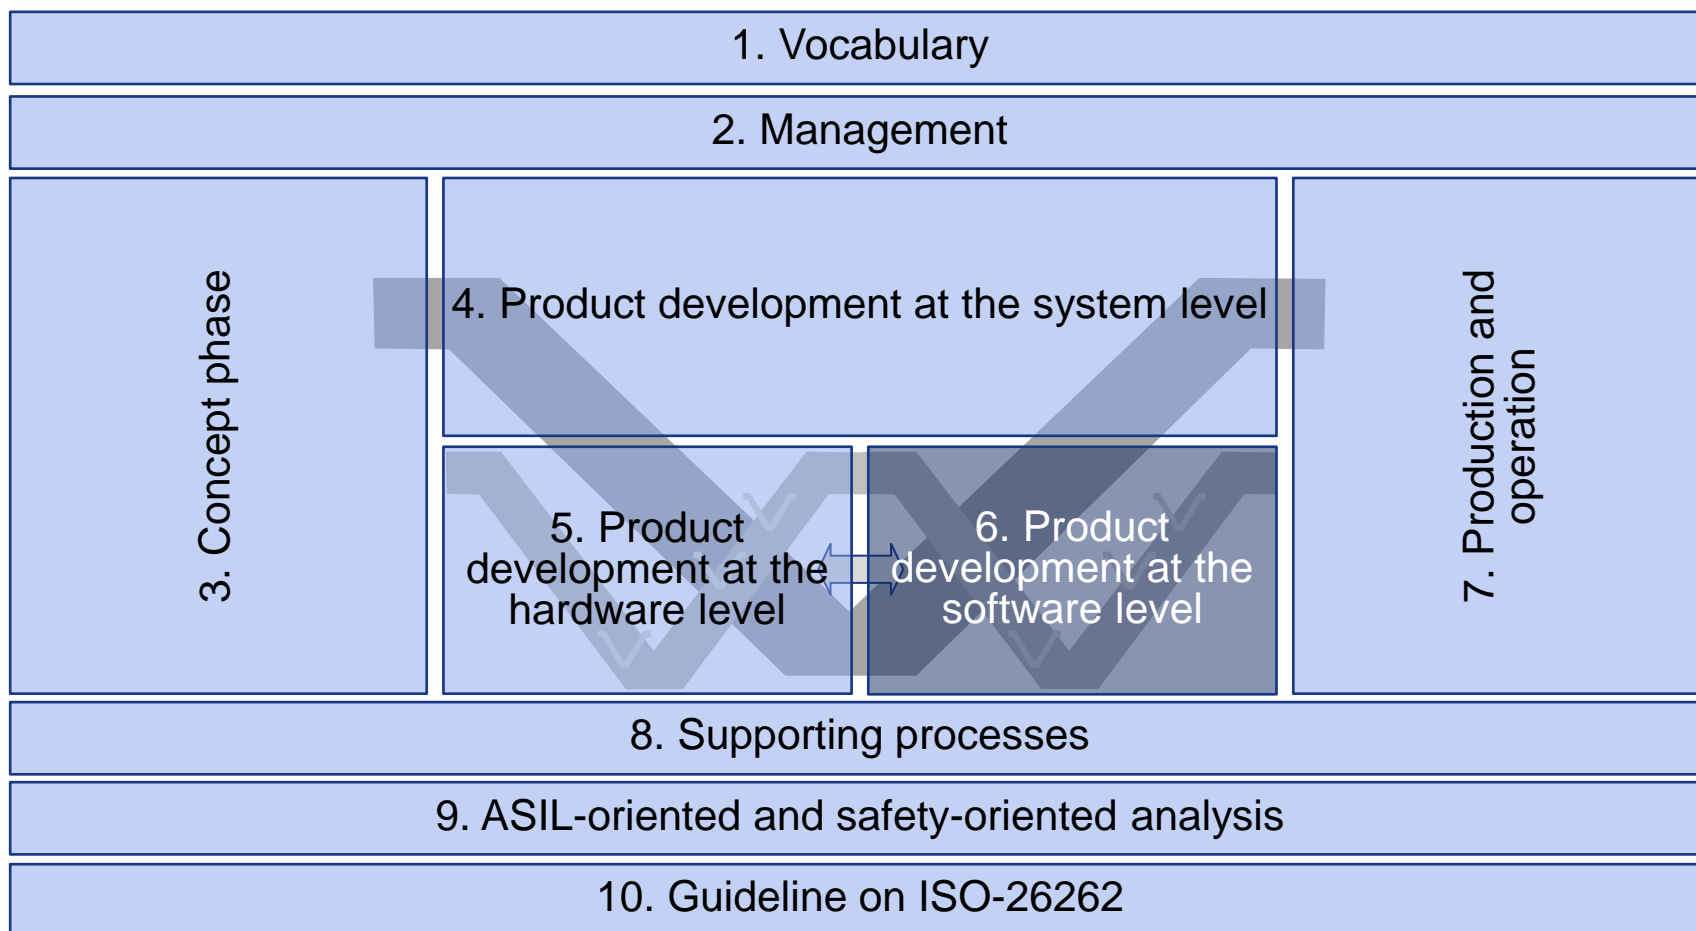 1. Vocabulary
2. Management
3. Concept phase
4. Product development at the system level
5. Product
development at the
hardware level
6. Product
development at the
software level
7. Production and
operation
8. Supporting processes
9. ASIL-oriented and safety-oriented analysis
10. Guideline on ISO-26262